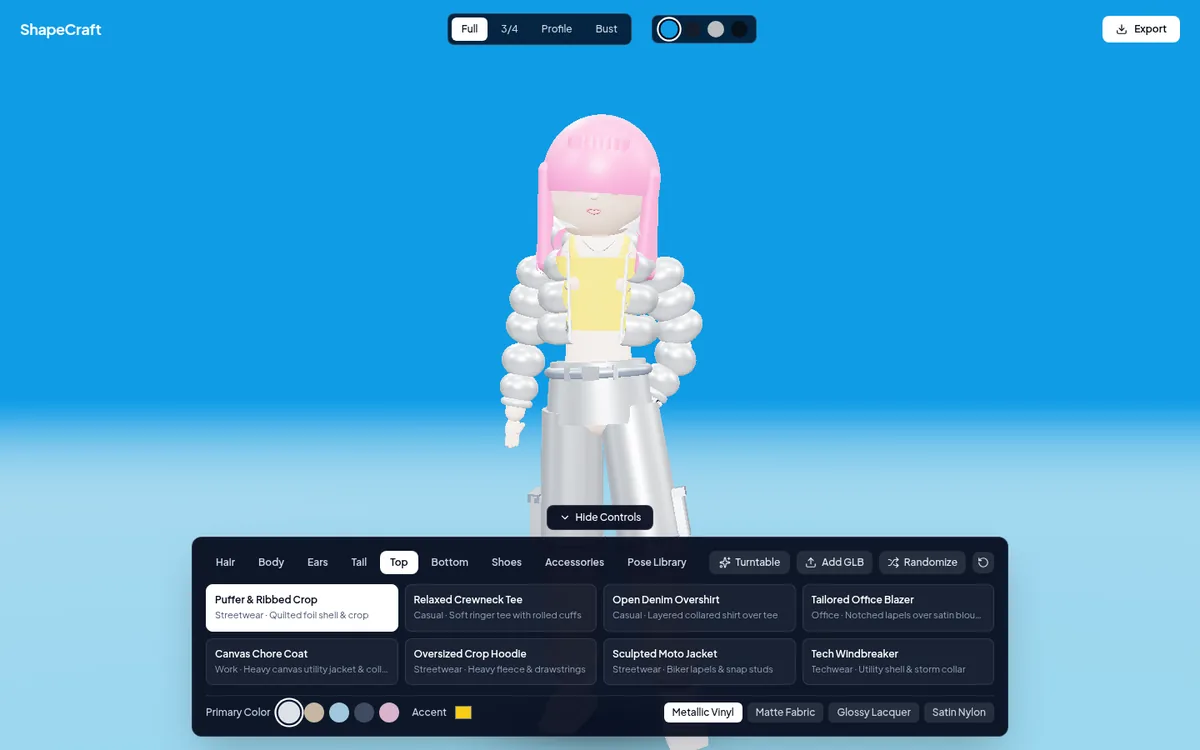 ShapeCraft
Full
3/4
Profile
Bust
Export
Hide Controls
Hair
Body
Ears
Tail
Top
Bottom
Shoes
Accessories
Pose Library
Turntable
Add GLB
Randomize
Puffer & Ribbed Crop
Streetwear · Quilted foil shell & crop
Relaxed Crewneck Tee
Casual · Soft ringer tee with rolled cuffs
Open Denim Overshirt
Casual · Layered collared shirt over tee
Tailored Office Blazer
Office · Notched lapels over satin blou...
Canvas Chore Coat
Work · Heavy canvas utility jacket & coll...
Oversized Crop Hoodie
Streetwear · Heavy fleece & drawstrings
Sculpted Moto Jacket
Streetwear · Biker lapels & snap studs
Tech Windbreaker
Techwear · Utility shell & storm collar
Primary Color
Accent
Metallic Vinyl
Matte Fabric
Glossy Lacquer
Satin Nylon